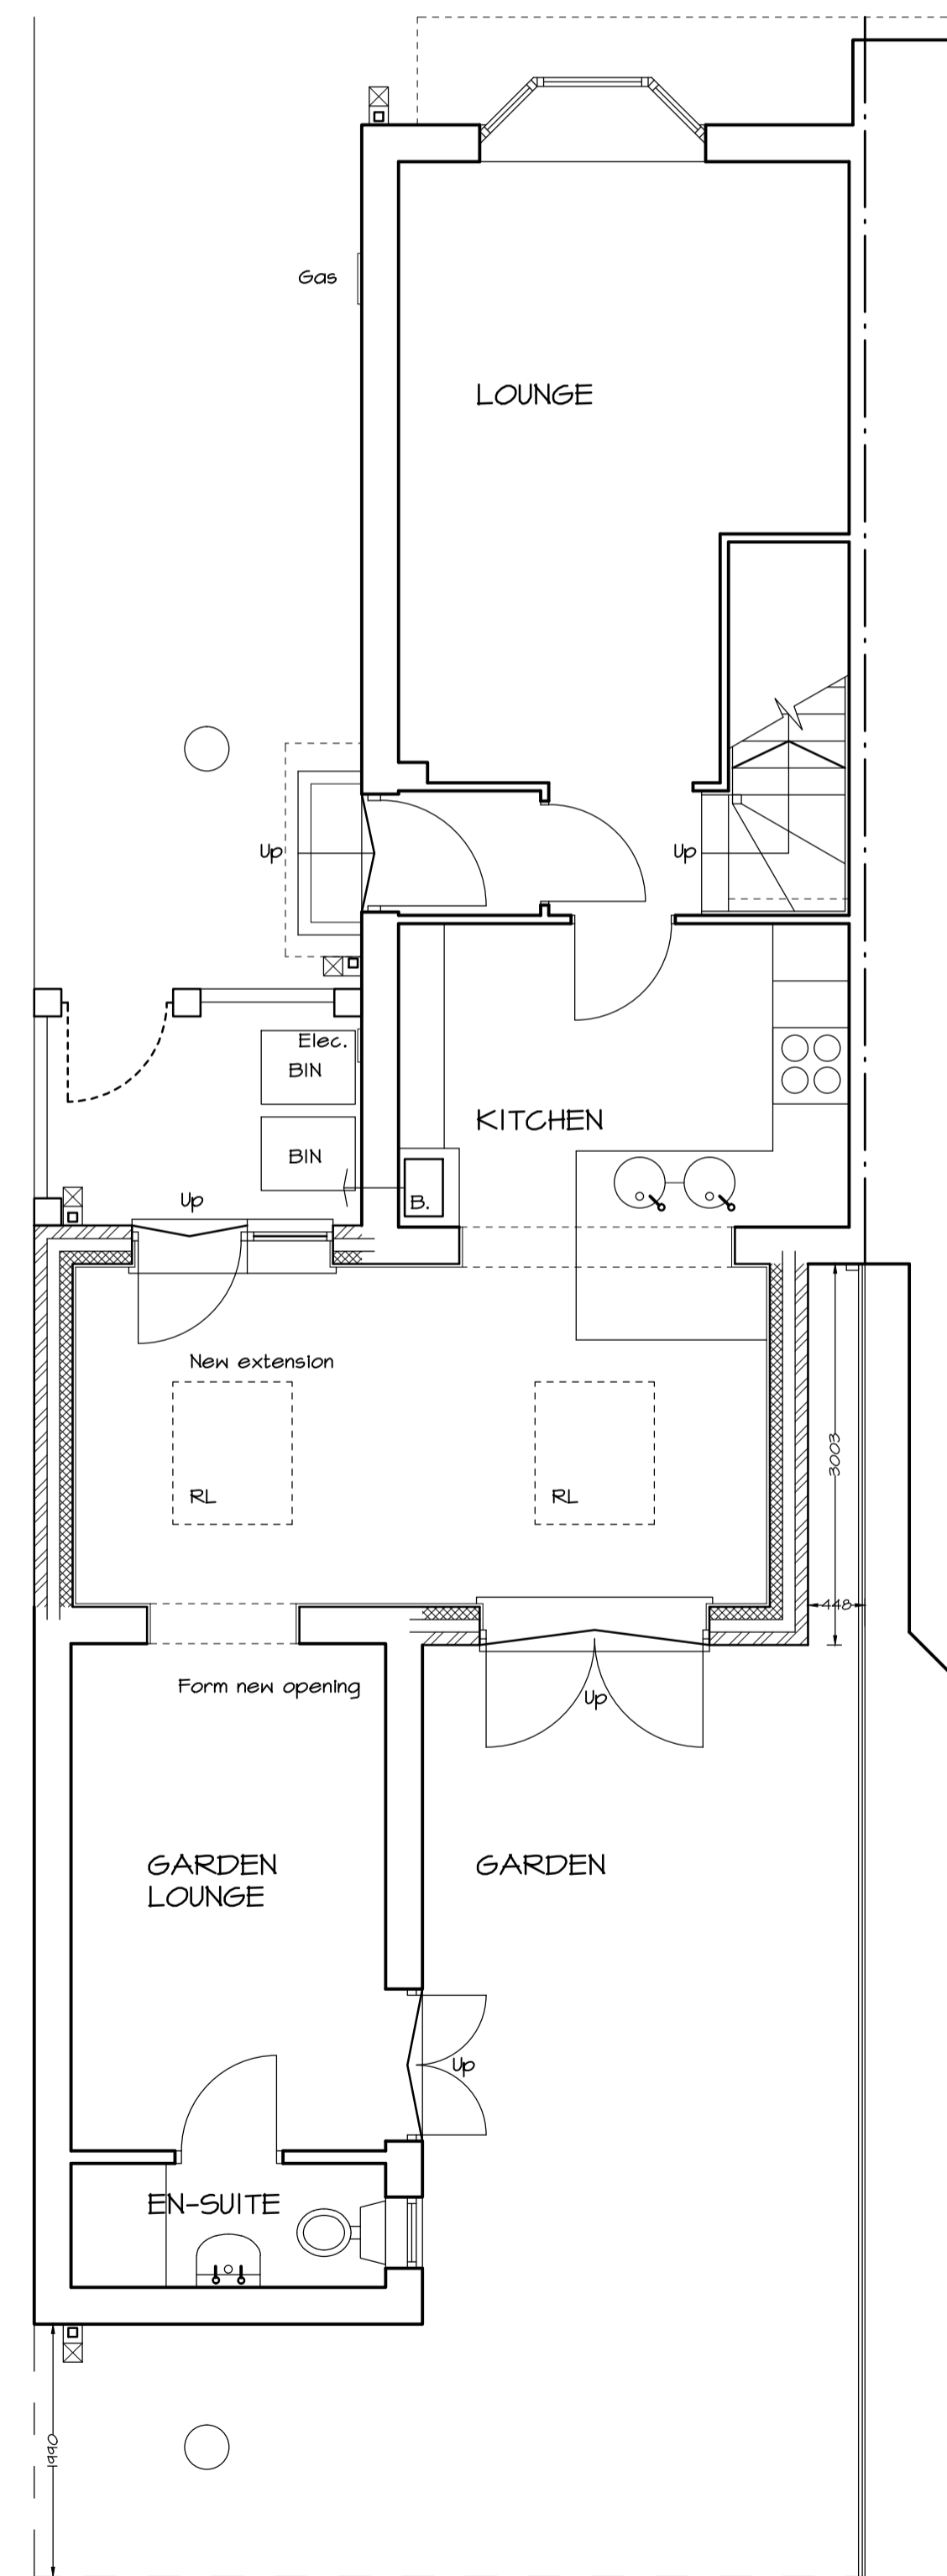 Gas
LOUNGE
Up
Up
Elec.
BIN
KITCHEN
BIN
Up
B.
New extension
3003
RL
RL
448
Form new opening
Up
GARDEN
LOUNGE
GARDEN
Up
EN-SUITE
1990